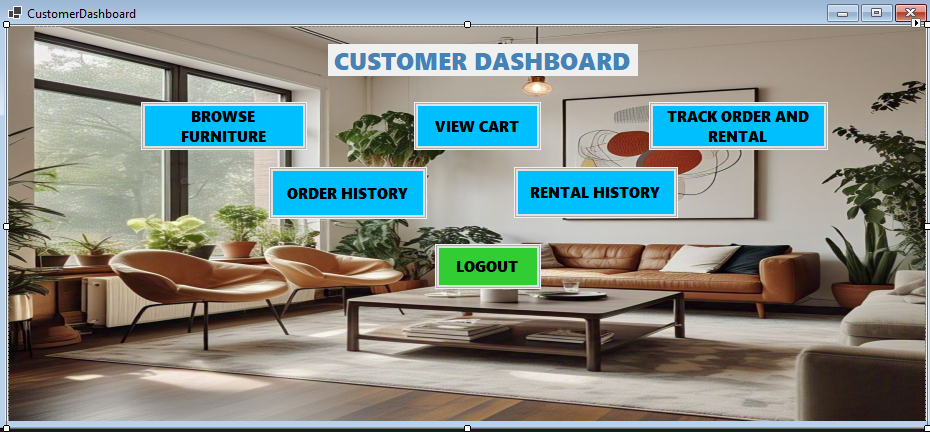 CustomerDashboard
CUSTOMER DASHBOARD
BROWSE
FURNITURE
VIEW CART
TRACK ORDER AND
RENTAL
ORDER HISTORY
RENTAL HISTORY
LOGOUT